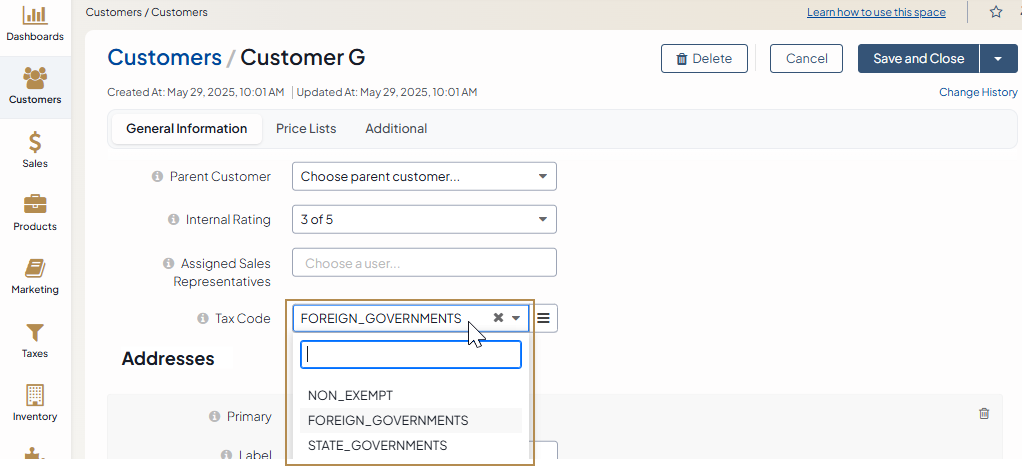 Customers / Customers
Learn how to use this space
Dashboards
Customers
Sales
Products
Marketing
Taxes
Inventory
Customers / Customer G
Delete
Cancel
Save and Close
Created At: May 29, 2025, 10:01 AM | Updated At: May 29, 2025, 10:01 AM
Change History
General Information
Price Lists
Additional
Parent Customer
Choose parent customer...
Internal Rating
3 of 5
Assigned Sales
Representatives
Choose a user...
Tax Code
FOREIGN_GOVERNMENTS
NON_EXEMPT
FOREIGN_GOVERNMENTS
STATE_GOVERNMENTS
Addresses
Primary
Label